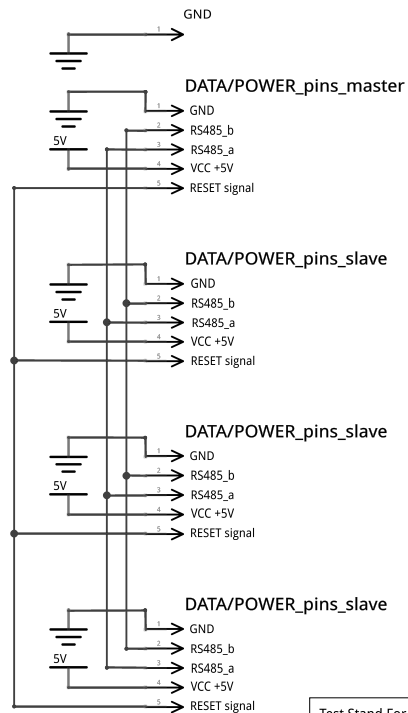 GND
1
DATA/POWER_pins_master
1 GND
2 RS485_b
5V
3 RS485_a
4 VCC +5V
5 RESET signal
DATA/POWER_pins_slave
1 GND
2 RS485_b
5V
3 RS485_a
4 VCC +5V
5 RESET signal
DATA/POWER_pins_slave
1 GND
2 RS485_b
5V
3 RS485_a
4 VCC +5V
5 RESET signal
DATA/POWER_pins_slave
1 GND
2 RS485_b
5V
3 RS485_a
4 VCC +5V
5 RESET signal
Test Stand For